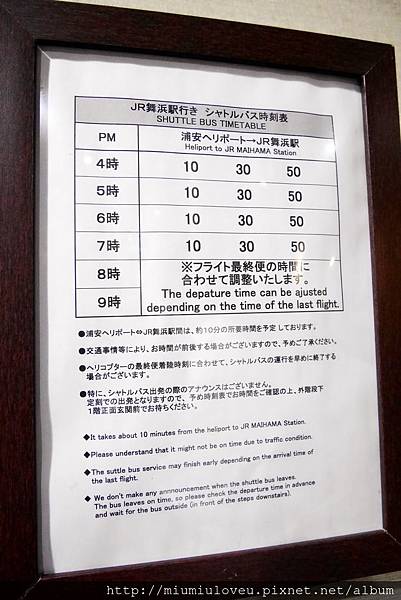 JR舞浜駅行き シャトルバス時刻表
SHUTTLE BUS TIMETABLE
PM 浦安ヘリポート→JR舞浜駅
Heliport to JR MAIHAMA Station
4時 10 30 50
5時 10 30 50
6時 10 30 50
7時 10 30 50
8時 ※フライト最終便の時間に
合わせて調整いたします。
The depature time can be ajusted
9時 depending on the time of the last flight.
●浦安ヘリポート⇔JR舞浜駅間は、約10分の所要時間を予定しております。
●交通事情等により、お時間が前後する場合がございますので、予めご了承ください。
●ヘリコプターの最終便着陸時刻に合わせて、シャトルバスの運行を早めに終了する
場合がございます。
●特に、シャトルバス出発の際のアナウンスはございません。
定刻での出発となりますので、予め時刻表でお時間をご確認の上、外階段下
1階正面玄関前でお待ちください。
◆It takes about 10 minutes from the heliport to JR MAIHAMA Station.
◆Please understand that it might not be on time due to traffic condition.
◆The suttle bus service may finish early depending on the arrival time of
the last flight.
◆ We don't make any annnouncement when the shuttle bus leaves.
The bus leaves on time, so please check the departure time in advance
and wait for the bus outside (in front of the steps downstairs).
http://miumiuloveu.pixnet.net/album